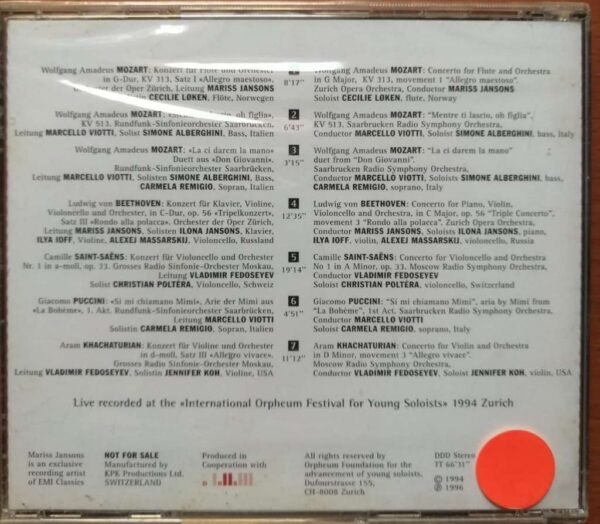 Wolfgang Amadeus MOZART: Konzert für Flöte und Orchester
in G-Dur, KV 313, Satz I «Allegro maestoso».
Orchester der Oper Zürich, Leitung MARISS JANSONS
Solistin CECILIE LØKEN, Flöte, Norwegen
1
8'17"
Wolfgang Amadeus MOZART: Concerto for Flute and Orchestra
in G Major, KV 313, movement 1 "Allegro maestoso".
Zurich Opera Orchestra, Conductor MARISS JANSONS
Soloist CECILIE LØKEN, flute, Norway
Wolfgang Amadeus MOZART: ti lascio, oh figlia»,
KV 513. Rundfunk-Sinfonieorchester Saarbrücken,
Leitung MARCELLO VIOTTI, Solist SIMONE ALBERGHINI, Bass, Italien
2
6'43"
Wolfgang Amadeus MOZART: "Mentre ti lascio, oh figlia",
KV 513. Saarbrucken Radio Symphony Orchestra,
Conductor MARCELLO VIOTTI, Soloist SIMONE ALBERGHINI, bass, Italy
Wolfgang Amadeus MOZART: «La ci darem la mano»
Duett aus «Don Giovanni».
Rundfunk-Sinfonieorchester Saarbrücken,
Leitung MARCELLO VIOTTI, Solisten SIMONE ALBERGHINI, Bass,
CARMELA REMIGIO, Sopran, Italien
3
3'15"
Wolfgang Amadeus MOZART: "La ci darem la mano"
duet from "Don Giovanni".
Saarbrucken Radio Symphony Orchestra,
Conductor MARCELLO VIOTTI, Soloists SIMONE ALBERGHINI, bass,
CARMELA REMIGIO, soprano, Italy
Ludwig von BEETHOVEN: Konzert für Klavier, Violine,
Violoncello und Orchester, in C-Dur, op. 56 «Tripelkonzert»,
Satz III «Rondo alla polacca», Orchester der Oper Zürich,
Leitung MARISS JANSONS, Solisten ILONA JANSONS, Klavier,
ILYA IOFF, Violine, ALEXEJ MASSARSKIJ, Violoncello, Russland
4
12'35"
Ludwig von BEETHOVEN: Concerto for Piano, Violin,
Violoncello and Orchestra, in C Major, op. 56 "Triple Concerto",
movement 3 "Rondo alla polacca". Zurich Opera Orchestra,
Conductor MARISS JANSONS, Soloists ILONA JANSONS, piano,
ILYA IOFF, violin, ALEXEJ MASSARSKIJ, violoncello, Russia
Camille SAINT-SAËNS: Konzert für Violoncello und Orchester
Nr. 1 in a-moll, op. 33. Grosses Radio Sinfonie-Orchester Moskau,
Leitung VLADIMIR FEDOSEYEV
Solist CHRISTIAN POLTÉRA, Violoncello, Schweiz
5
19'14"
Camille SAINT-SAËNS: Concerto for Violoncello and Orchestra
No 1 in A Minor, op. 33. Moscow Radio Symphony Orchestra,
Conductor VLADIMIR FEDOSEYEV
Soloist CHRISTIAN POLTÉRA, violoncello, Switzerland
Giacomo PUCCINI: «Si mi chiamano Mimi», Arie der Mimi aus
«La Bohème», 1. Akt. Rundfunk-Sinfonieorchester Saarbrücken,
Leitung MARCELLO VIOTTI
Solistin CARMELA REMIGIO, Sopran, Italien
6
4'51"
Giacomo PUCCINI: "Si mi chiamano Mimi", aria by Mimi from
"La Bohème", 1st Act. Saarbrucken Radio Symphony Orchestra,
Conductor MARCELLO VIOTTI
Soloist CARMELA REMIGIO, soprano, Italy
Aram KHACHATURIAN: Konzert für Violine und Orchester
in d-moll, Satz III «Allegro vivace».
Grosses Radio Sinfonie-Orchester Moskau,
Leitung VLADIMIR FEDOSEYEV, Solistin JENNIFER KOH, Violine, USA
7
11'12"
Aram KHACHATURIAN: Concerto for Violin and Orchestra
in D Minor, movement 3 "Allegro vivace".
Moscow Radio Symphony Orchestra,
Conductor VLADIMIR FEDOSEYEV, Soloist JENNIFER KOH, violin, USA
Live recorded at the «International Orpheum Festival for Young Soloists» 1994 Zurich
Mariss Jansons
is an exclusive
recording artist
of EMI Classics
NOT FOR SALE
Manufactured by
KPK Productions Ltd.
SWITZERLAND
Produced in
Cooperation with
All rights reserved by
Orpheum Foundation for the
advancement of young soloists,
Dufourstrasse 155,
CH-8008 Zurich
DDD Stereo
TT 66'31"
© 1994
℗ 1996